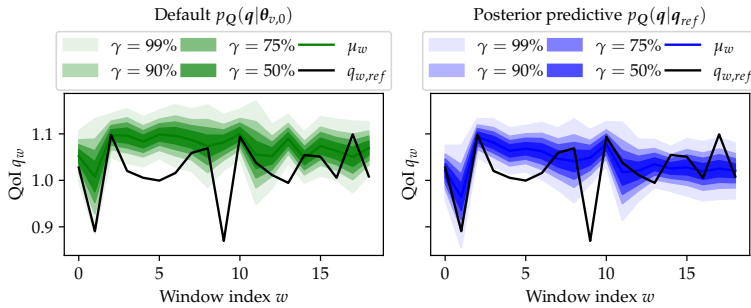 Default p_Q(q|θ_{v,0})
γ = 99% γ = 75% μ_w
γ = 90% γ = 50% q_{w,ref}
QoI q_w
1.1
1.0
0.9
0 5 10 15
Window index w
Posterior predictive p_Q(q|q_{ref})
γ = 99% γ = 75% μ_w
γ = 90% γ = 50% q_{w,ref}
QoI q_w
0 5 10 15
Window index w